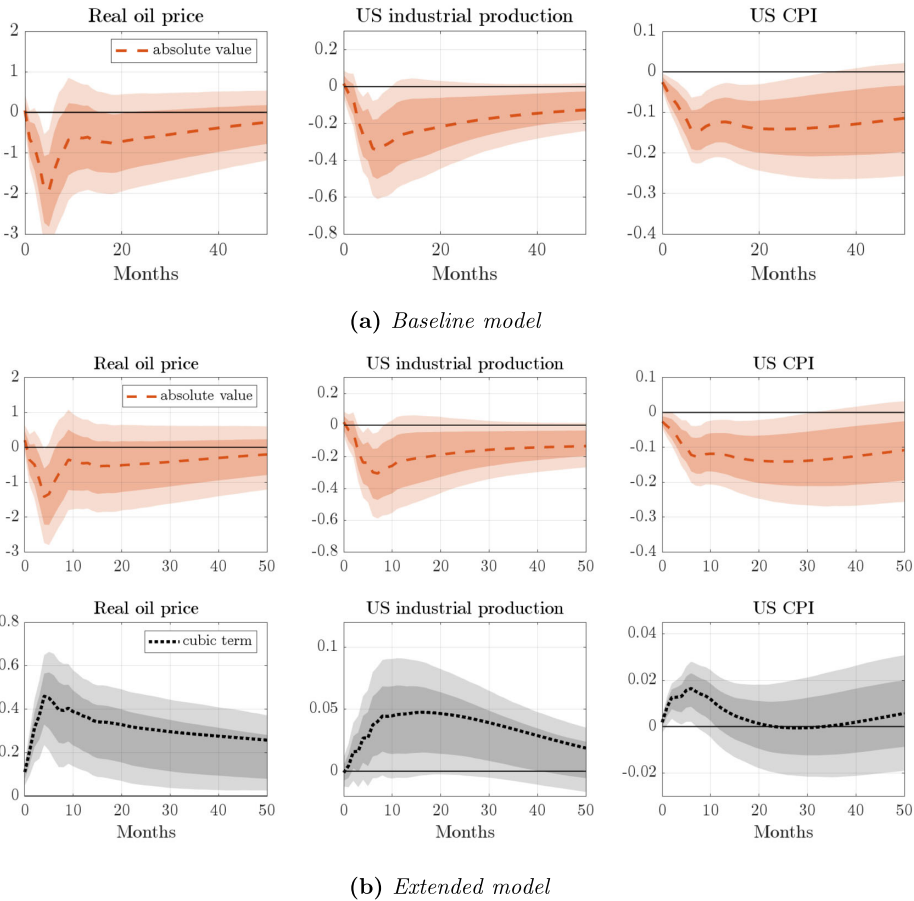 Real oil price US industrial production US CPI
2 0.2 0.1
absolute value
1 0 0
0 -0.2 -0.1
-1 -0.4 -0.2
-2 -0.6 -0.3
-3 -0.8 -0.4
0 20 40 0 20 40 0 20 40
Months Months Months
(a) Baseline model
Real oil price US industrial production US CPI
2 0.2 0.1
absolute value
1 0 0
0 -0.2 -0.1
-1 -0.4 -0.2
-2 -0.6 -0.3
-3 -0.8 -0.4
0 10 20 30 40 50 0 10 20 30 40 50 0 10 20 30 40 50
Real oil price US industrial production US CPI
0.8 0.1 0.04
cubic term
0.6 0.05 0.02
0.4 0 0
0.2 -0.02
0
0 10 20 30 40 50 0 10 20 30 40 50 0 10 20 30 40 50
Months Months Months
(b) Extended model